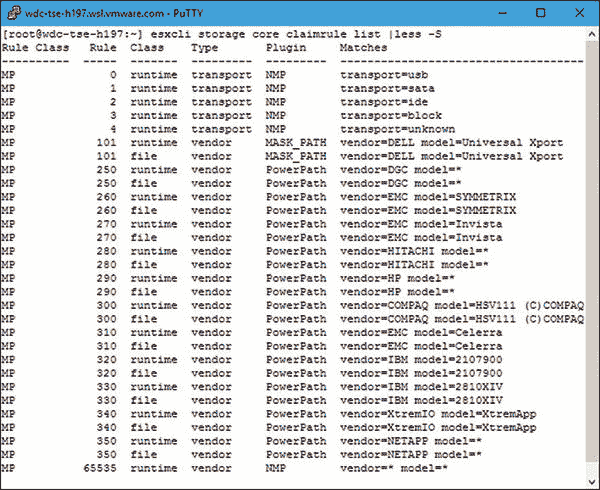 wdc-tse-h197.wsl.vmware.com - PuTTY
[root@wdc-tse-h197:~] esxcli storage core claimrule list |less -S
Rule Class   Rule  Class    Type       Plugin     Matches
----------  -----  -------  ---------  ---------  ---------------------------------
MP              0  runtime  transport  NMP        transport=usb
MP              1  runtime  transport  NMP        transport=sata
MP              2  runtime  transport  NMP        transport=ide
MP              3  runtime  transport  NMP        transport=block
MP              4  runtime  transport  NMP        transport=unknown
MP            101  runtime  vendor     MASK_PATH  vendor=DELL model=Universal Xport
MP            101  file     vendor     MASK_PATH  vendor=DELL model=Universal Xport
MP            250  runtime  vendor     PowerPath  vendor=DGC model=*
MP            250  file     vendor     PowerPath  vendor=DGC model=*
MP            260  runtime  vendor     PowerPath  vendor=EMC model=SYMMETRIX
MP            260  file     vendor     PowerPath  vendor=EMC model=SYMMETRIX
MP            270  runtime  vendor     PowerPath  vendor=EMC model=Invista
MP            270  file     vendor     PowerPath  vendor=EMC model=Invista
MP            280  runtime  vendor     PowerPath  vendor=HITACHI model=*
MP            280  file     vendor     PowerPath  vendor=HITACHI model=*
MP            290  runtime  vendor     PowerPath  vendor=HP model=*
MP            290  file     vendor     PowerPath  vendor=HP model=*
MP            300  runtime  vendor     PowerPath  vendor=COMPAQ model=HSV111 (C)COMPAQ
MP            300  file     vendor     PowerPath  vendor=COMPAQ model=HSV111 (C)COMPAQ
MP            310  runtime  vendor     PowerPath  vendor=EMC model=Celerra
MP            310  file     vendor     PowerPath  vendor=EMC model=Celerra
MP            320  runtime  vendor     PowerPath  vendor=IBM model=2107900
MP            320  file     vendor     PowerPath  vendor=IBM model=2107900
MP            330  runtime  vendor     PowerPath  vendor=IBM model=2810XIV
MP            330  file     vendor     PowerPath  vendor=IBM model=2810XIV
MP            340  runtime  vendor     PowerPath  vendor=XtremIO model=XtremApp
MP            340  file     vendor     PowerPath  vendor=XtremIO model=XtremApp
MP            350  runtime  vendor     PowerPath  vendor=NETAPP model=*
MP            350  file     vendor     PowerPath  vendor=NETAPP model=*
MP          65535  runtime  vendor     NMP        vendor=* model=*